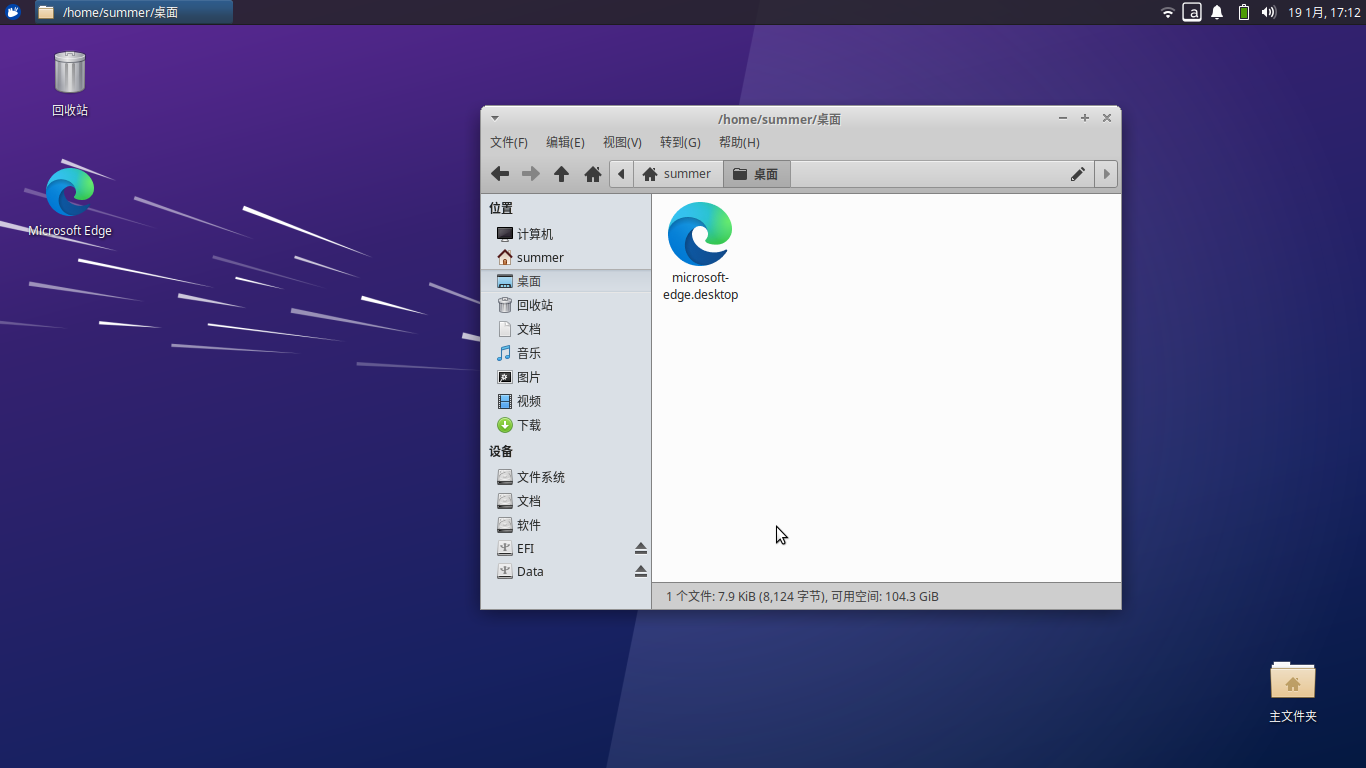 /home/summer/桌面
a
19 1月, 17:12
回收站
Microsoft Edge
/home/summer/桌面
文件(F) 编辑(E) 视图(V) 转到(G) 帮助(H)
summer 桌面
位置
计算机
summer
桌面
回收站
文档
音乐
图片
视频
下载
设备
文件系统
文档
软件
EFI
Data
microsoft-
edge.desktop
1 个文件: 7.9 KiB (8,124 字节), 可用空间: 104.3 GiB
主文件夹